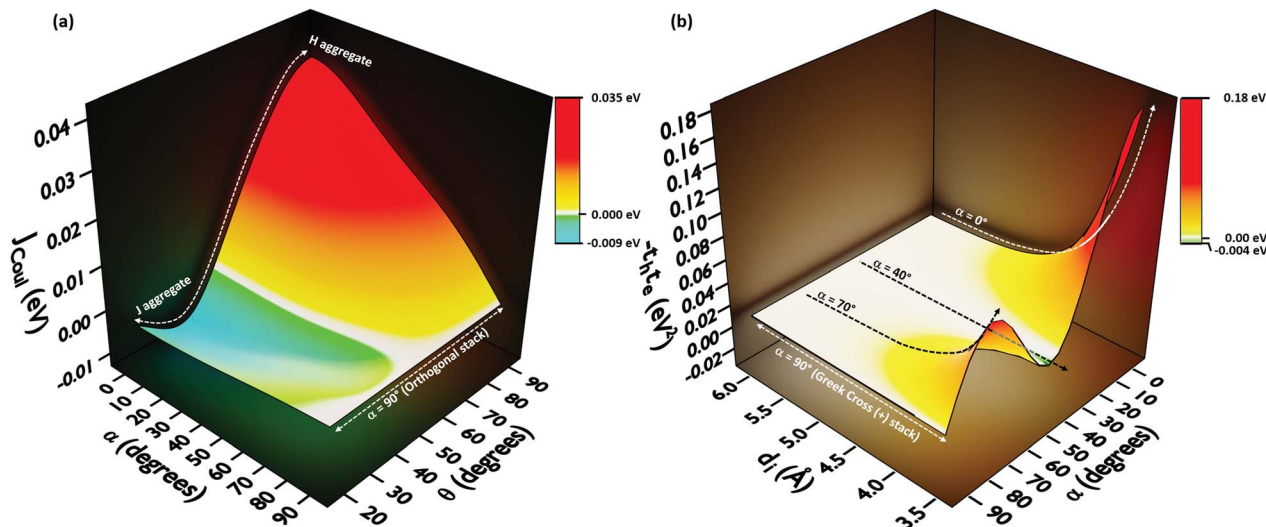 (a)
H aggregate
J aggregate
α = 90° (Orthogonal stack)
0.04
0.03
0.02
0.01
0.00
-0.01
J Coul (eV)
0
10
20
30
40
50
60
70
80
90
α (degrees)
20
30
40
50
60
70
80
90
θ (degrees)
0.035 eV
0.000 eV
-0.009 eV
(b)
α = 0°
α = 40°
α = 70°
α = 90° (Greek Cross (+) stack)
0.18
0.16
0.14
0.12
0.10
0.08
0.06
0.04
0.02
0.00
-0.02
-thte (eV²)
6.0
5.5
5.0
4.5
4.0
3.5
di (Å)
0
10
20
30
40
50
60
70
80
90
α (degrees)
0.18 eV
0.00 eV
-0.004 eV